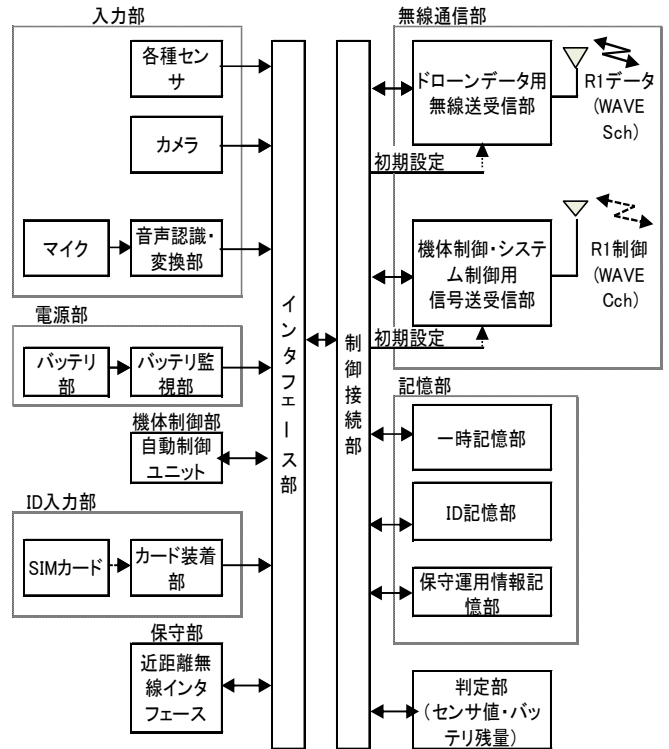 入力部
各種セン
サ
カメラ
マイク
音声認識・
変換部
電源部
バッテリ
部
バッテリ監
視部
機体制御部
自動制御
ユニット
ID入力部
SIMカード
カード装着
部
保守部
近距離無
線インタ
フェース
インタフェース部
制御接続部
無線通信部
ドローンデータ用
無線送受信部
R1データ
(WAVE
Sch)
初期設定
機体制御・システ
ム制御用
信号送受信部
R1制御
(WAVE
Cch)
初期設定
記憶部
一時記憶部
ID記憶部
保守運用情報記
憶部
判定部
(センサ値・バッ
テリ残量)